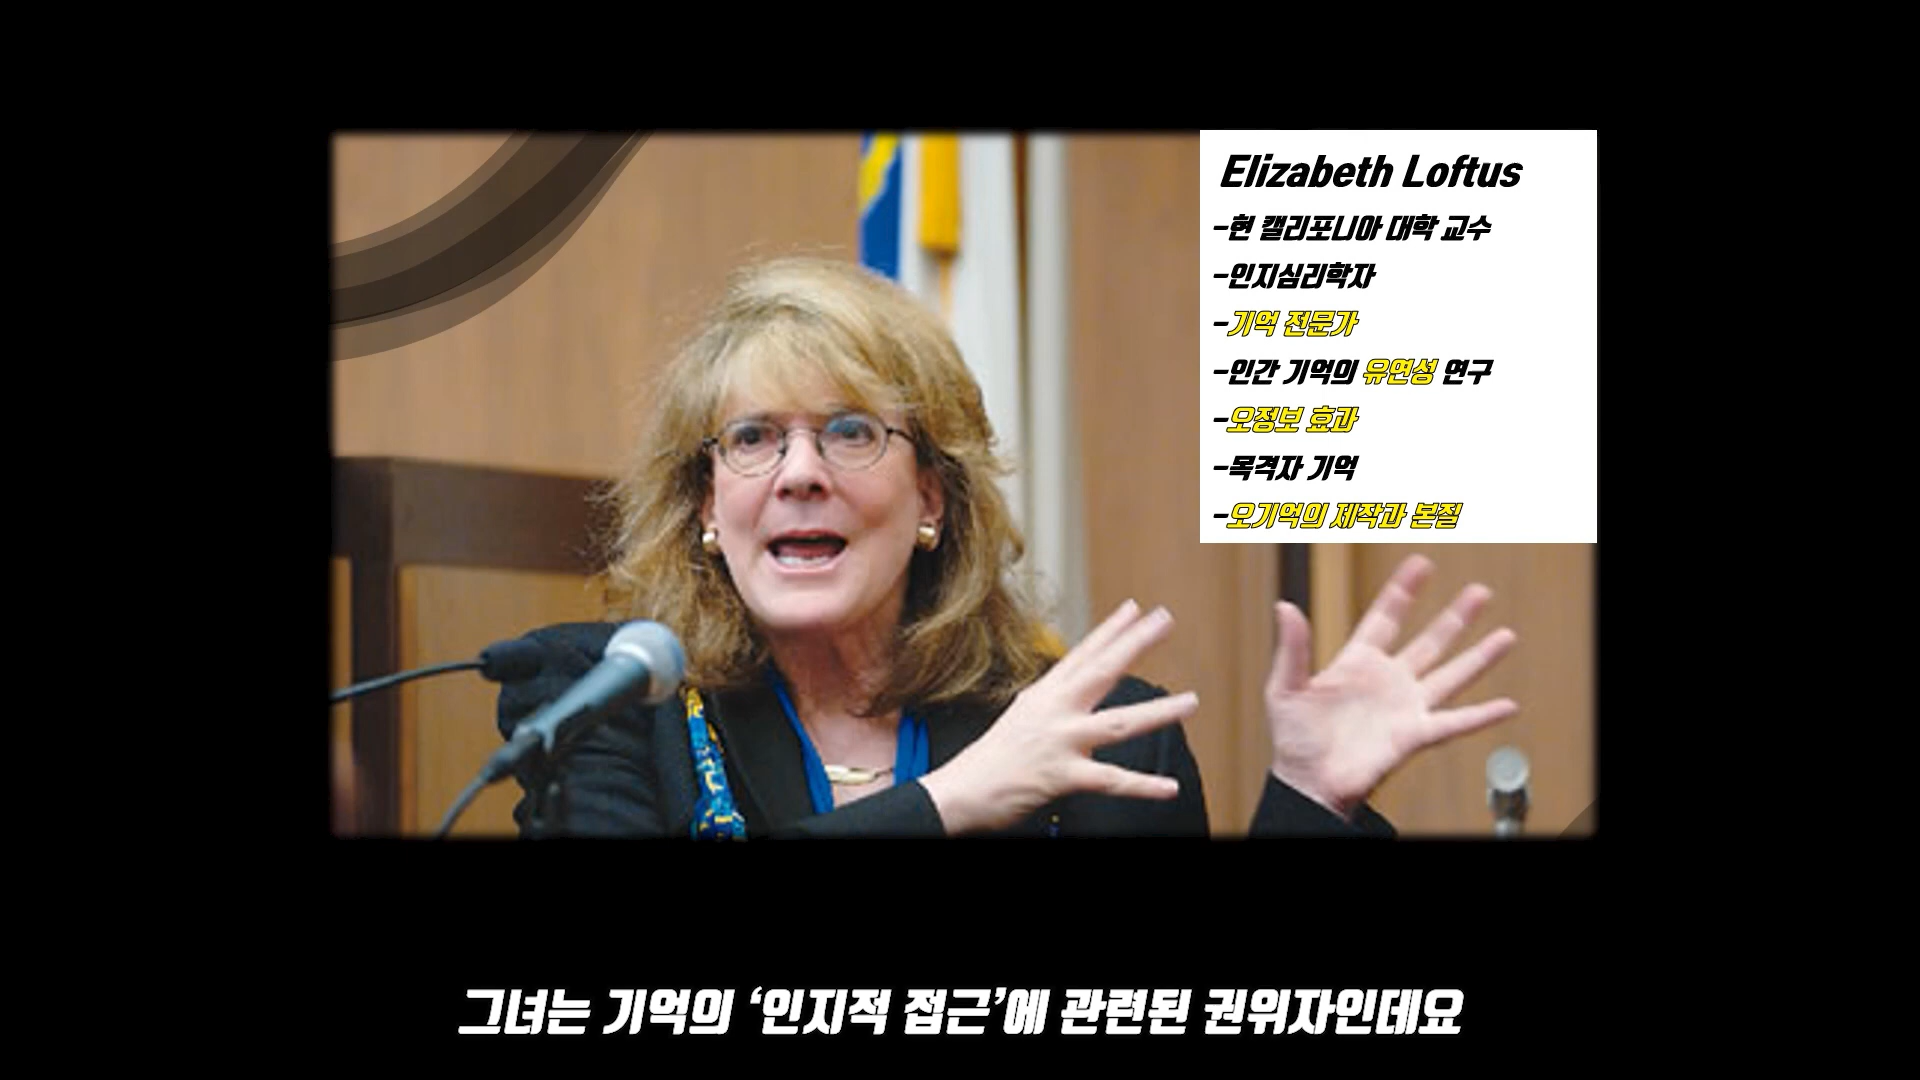 Elizabeth Loftus
-현 캘리포니아 대학 교수
-인지심리학자
-기억 전문가
-인간 기억의 유연성 연구
-오정보 효과
-목격자 기억
-오기억의 제작과 본질
그녀는 기억의 ‘인지적 접근’에 관련된 권위자인데요